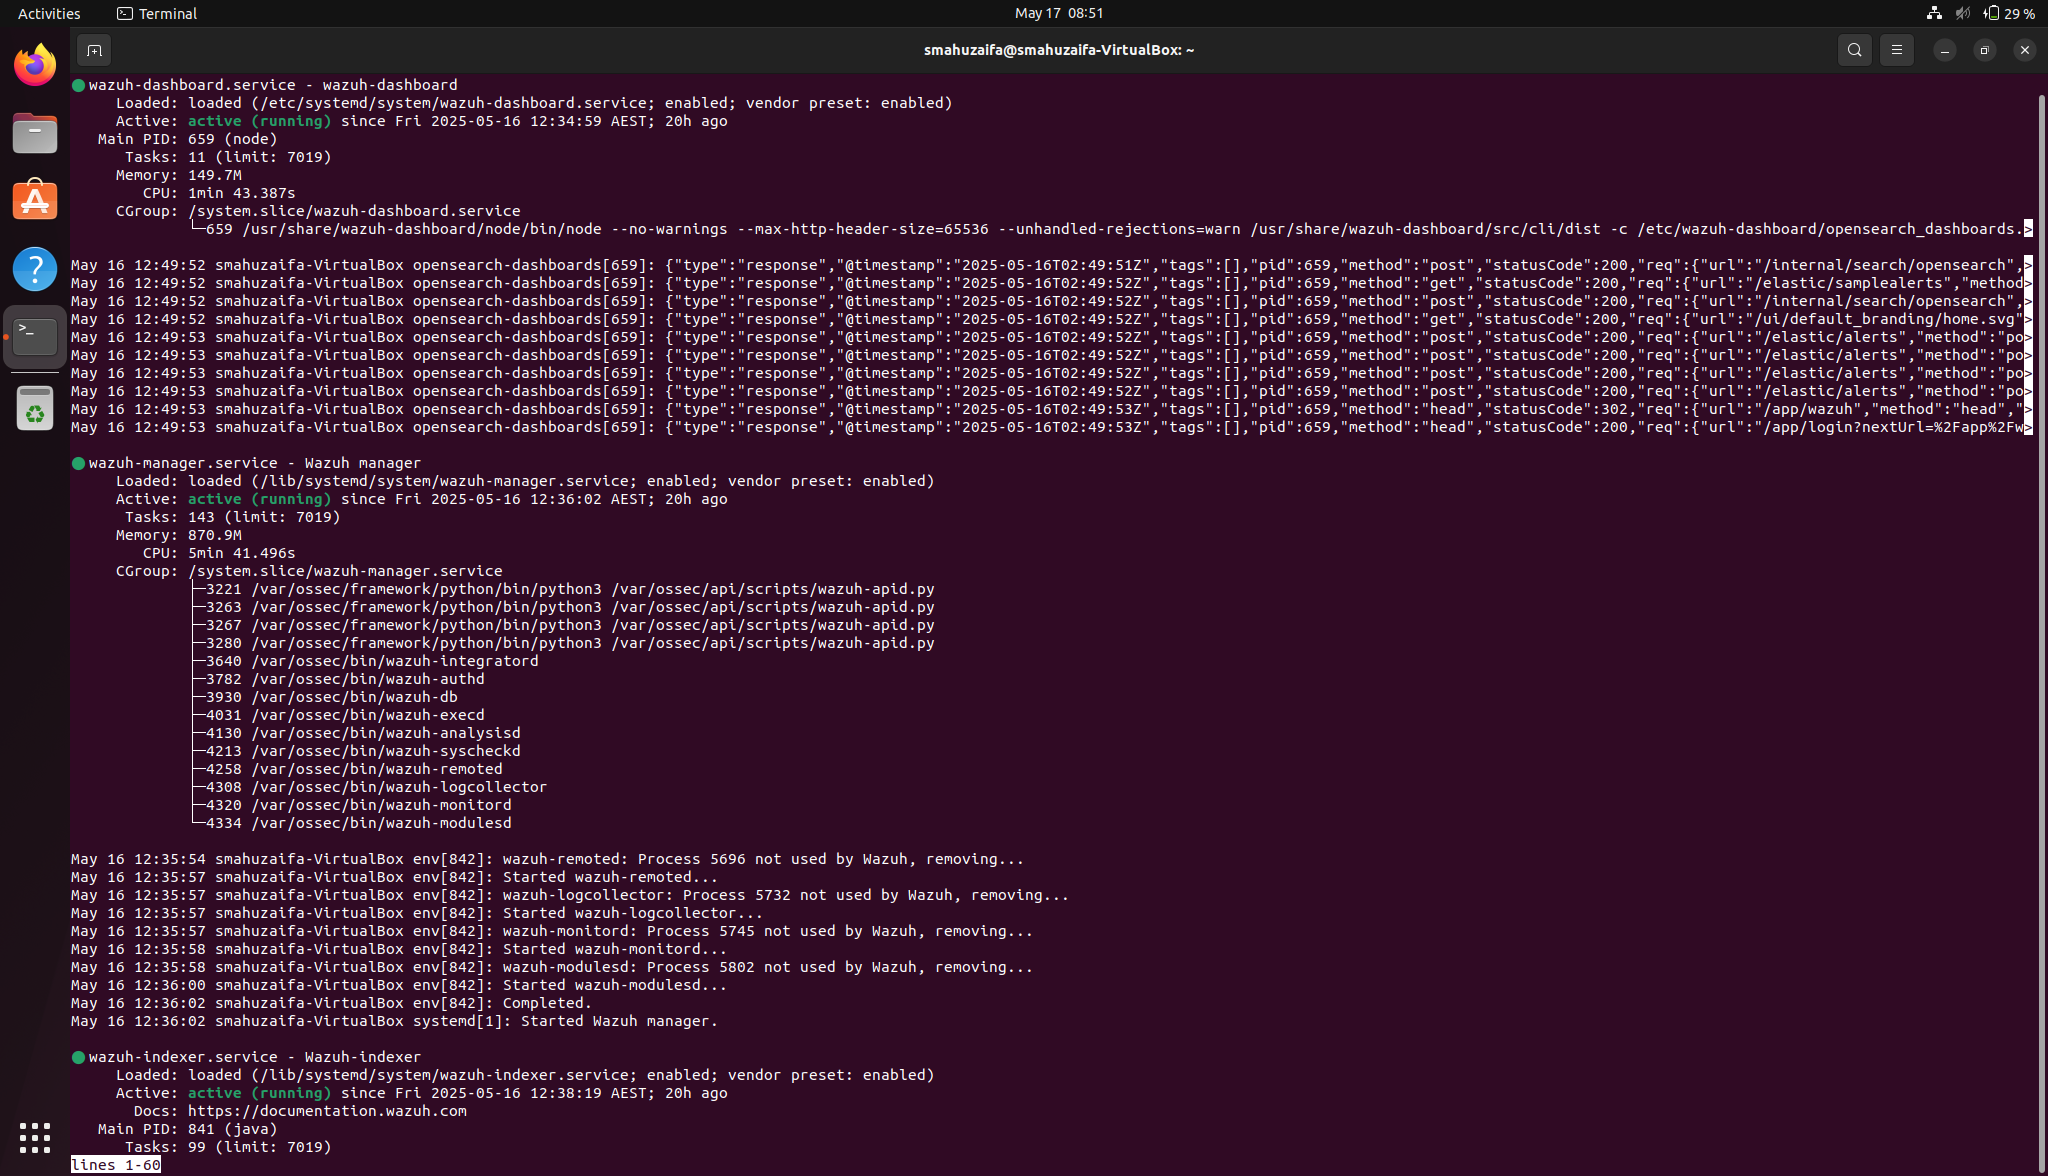 Activities
Terminal
May 17 08:51
29 %
smahuzaifa@smahuzaifa-VirtualBox: ~
wazuh-dashboard.service - wazuh-dashboard
Loaded: loaded (/etc/systemd/system/wazuh-dashboard.service; enabled; vendor preset: enabled)
Active: active (running) since Fri 2025-05-16 12:34:59 AEST; 20h ago
Main PID: 659 (node)
Tasks: 11 (limit: 7019)
Memory: 149.7M
CPU: 1min 43.387s
CGroup: /system.slice/wazuh-dashboard.service
└─659 /usr/share/wazuh-dashboard/node/bin/node --no-warnings --max-http-header-size=65536 --unhandled-rejections=warn /usr/share/wazuh-dashboard/src/cli/dist -c /etc/wazuh-dashboard/opensearch_dashboards.>
May 16 12:49:52 smahuzaifa-VirtualBox opensearch-dashboards[659]: {"type":"response","@timestamp":"2025-05-16T02:49:51Z","tags":[],"pid":659,"method":"post","statusCode":200,"req":{"url":"/internal/search/opensearch",>
May 16 12:49:52 smahuzaifa-VirtualBox opensearch-dashboards[659]: {"type":"response","@timestamp":"2025-05-16T02:49:52Z","tags":[],"pid":659,"method":"get","statusCode":200,"req":{"url":"/elastic/samplealerts","method>
May 16 12:49:52 smahuzaifa-VirtualBox opensearch-dashboards[659]: {"type":"response","@timestamp":"2025-05-16T02:49:52Z","tags":[],"pid":659,"method":"post","statusCode":200,"req":{"url":"/internal/search/opensearch",>
May 16 12:49:52 smahuzaifa-VirtualBox opensearch-dashboards[659]: {"type":"response","@timestamp":"2025-05-16T02:49:52Z","tags":[],"pid":659,"method":"get","statusCode":200,"req":{"url":"/ui/default_branding/home.svg">
May 16 12:49:53 smahuzaifa-VirtualBox opensearch-dashboards[659]: {"type":"response","@timestamp":"2025-05-16T02:49:52Z","tags":[],"pid":659,"method":"post","statusCode":200,"req":{"url":"/elastic/alerts","method":"po>
May 16 12:49:53 smahuzaifa-VirtualBox opensearch-dashboards[659]: {"type":"response","@timestamp":"2025-05-16T02:49:52Z","tags":[],"pid":659,"method":"post","statusCode":200,"req":{"url":"/elastic/alerts","method":"po>
May 16 12:49:53 smahuzaifa-VirtualBox opensearch-dashboards[659]: {"type":"response","@timestamp":"2025-05-16T02:49:52Z","tags":[],"pid":659,"method":"post","statusCode":200,"req":{"url":"/elastic/alerts","method":"po>
May 16 12:49:53 smahuzaifa-VirtualBox opensearch-dashboards[659]: {"type":"response","@timestamp":"2025-05-16T02:49:52Z","tags":[],"pid":659,"method":"post","statusCode":200,"req":{"url":"/elastic/alerts","method":"po>
May 16 12:49:53 smahuzaifa-VirtualBox opensearch-dashboards[659]: {"type":"response","@timestamp":"2025-05-16T02:49:53Z","tags":[],"pid":659,"method":"head","statusCode":302,"req":{"url":"/app/wazuh","method":"head",">
May 16 12:49:53 smahuzaifa-VirtualBox opensearch-dashboards[659]: {"type":"response","@timestamp":"2025-05-16T02:49:53Z","tags":[],"pid":659,"method":"head","statusCode":200,"req":{"url":"/app/login?nextUrl=%2Fapp%2Fw>
wazuh-manager.service - Wazuh manager
Loaded: loaded (/lib/systemd/system/wazuh-manager.service; enabled; vendor preset: enabled)
Active: active (running) since Fri 2025-05-16 12:36:02 AEST; 20h ago
Tasks: 143 (limit: 7019)
Memory: 870.9M
CPU: 5min 41.496s
CGroup: /system.slice/wazuh-manager.service
├─3221 /var/ossec/framework/python/bin/python3 /var/ossec/api/scripts/wazuh-apid.py
├─3263 /var/ossec/framework/python/bin/python3 /var/ossec/api/scripts/wazuh-apid.py
├─3267 /var/ossec/framework/python/bin/python3 /var/ossec/api/scripts/wazuh-apid.py
├─3280 /var/ossec/framework/python/bin/python3 /var/ossec/api/scripts/wazuh-apid.py
├─3640 /var/ossec/bin/wazuh-integratord
├─3782 /var/ossec/bin/wazuh-authd
├─3930 /var/ossec/bin/wazuh-db
├─4031 /var/ossec/bin/wazuh-execd
├─4130 /var/ossec/bin/wazuh-analysisd
├─4213 /var/ossec/bin/wazuh-syscheckd
├─4258 /var/ossec/bin/wazuh-remoted
├─4308 /var/ossec/bin/wazuh-logcollector
├─4320 /var/ossec/bin/wazuh-monitord
└─4334 /var/ossec/bin/wazuh-modulesd
May 16 12:35:54 smahuzaifa-VirtualBox env[842]: wazuh-remoted: Process 5696 not used by Wazuh, removing...
May 16 12:35:57 smahuzaifa-VirtualBox env[842]: Started wazuh-remoted...
May 16 12:35:57 smahuzaifa-VirtualBox env[842]: wazuh-logcollector: Process 5732 not used by Wazuh, removing...
May 16 12:35:57 smahuzaifa-VirtualBox env[842]: Started wazuh-logcollector...
May 16 12:35:57 smahuzaifa-VirtualBox env[842]: wazuh-monitord: Process 5745 not used by Wazuh, removing...
May 16 12:35:58 smahuzaifa-VirtualBox env[842]: Started wazuh-monitord...
May 16 12:35:58 smahuzaifa-VirtualBox env[842]: wazuh-modulesd: Process 5802 not used by Wazuh, removing...
May 16 12:36:00 smahuzaifa-VirtualBox env[842]: Started wazuh-modulesd...
May 16 12:36:02 smahuzaifa-VirtualBox env[842]: Completed.
May 16 12:36:02 smahuzaifa-VirtualBox systemd[1]: Started Wazuh manager.
wazuh-indexer.service - Wazuh-indexer
Loaded: loaded (/lib/systemd/system/wazuh-indexer.service; enabled; vendor preset: enabled)
Active: active (running) since Fri 2025-05-16 12:38:19 AEST; 20h ago
Docs: https://documentation.wazuh.com
Main PID: 841 (java)
Tasks: 99 (limit: 7019)
lines 1-60